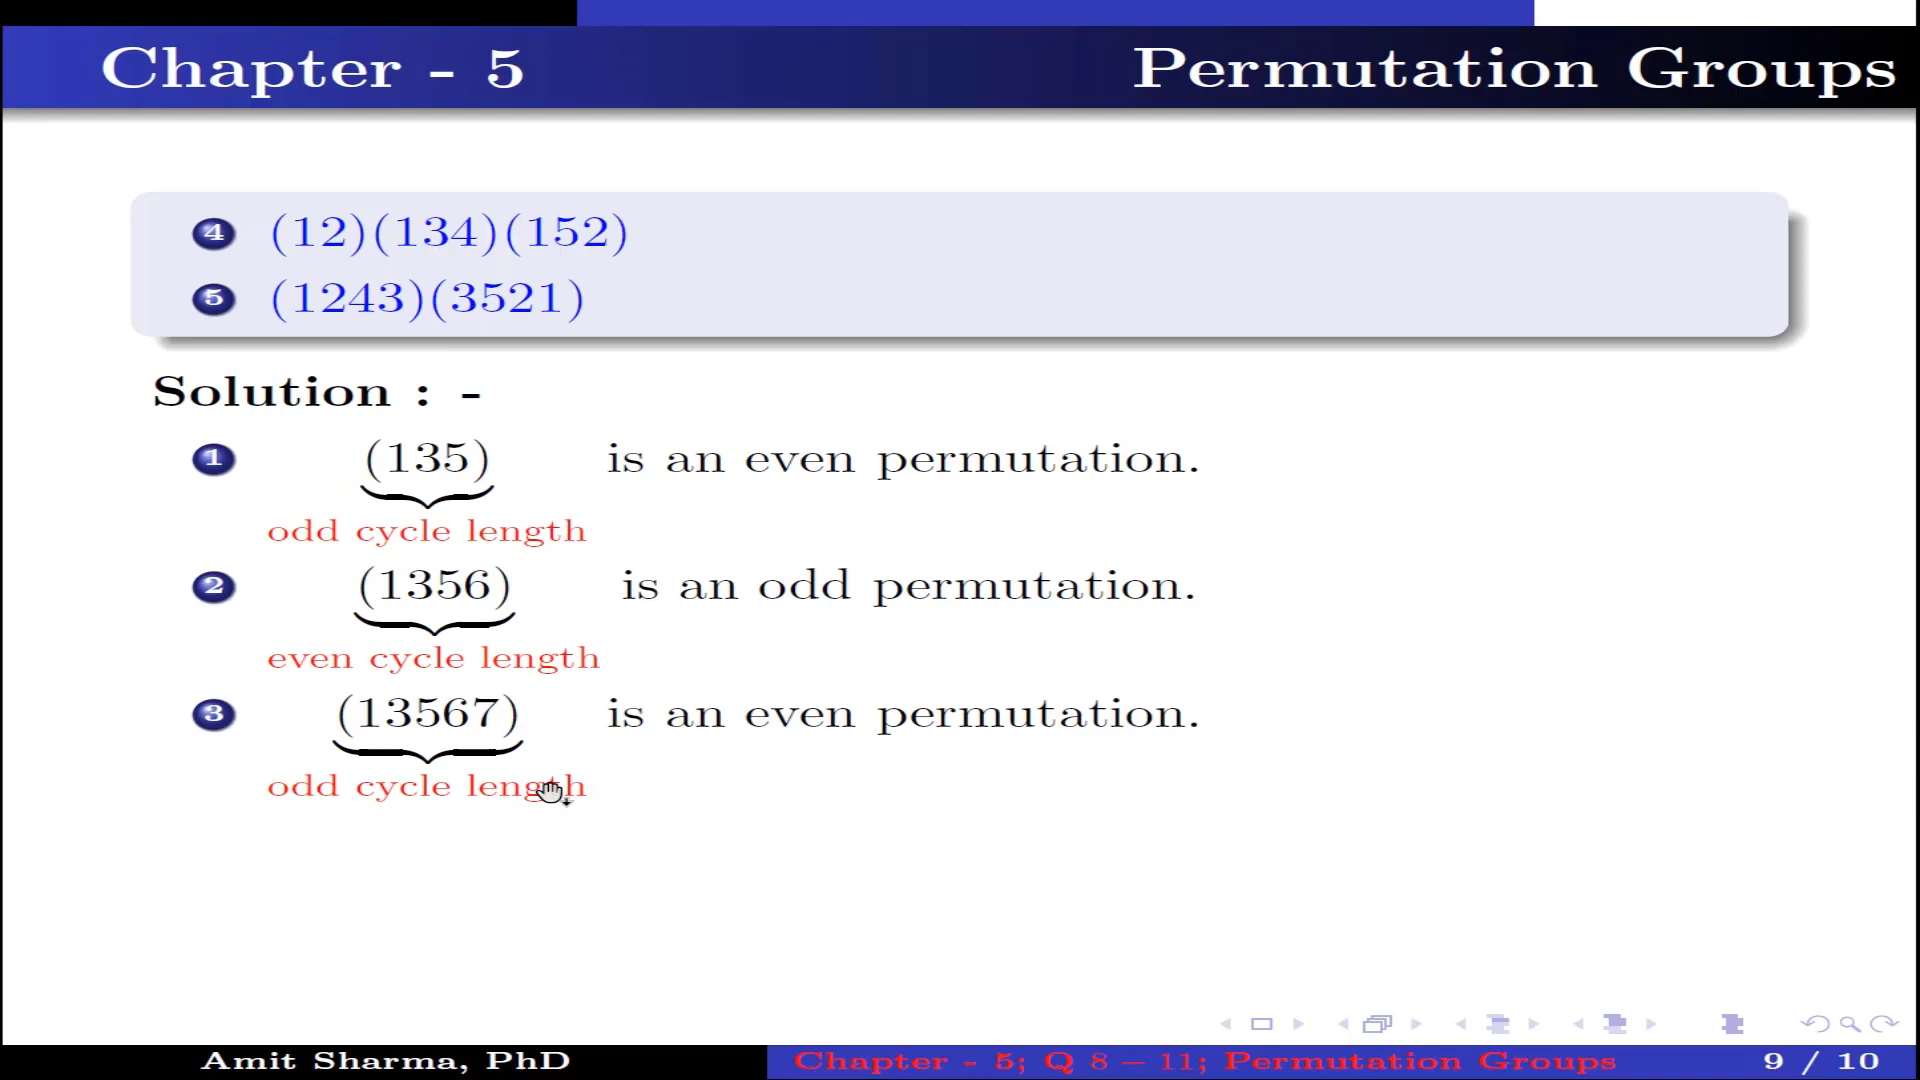 Chapter - 5 Permutation Groups
4 (12)(134)(152)
5 (1243)(3521)
Solution : -
1 (135) is an even permutation.
odd cycle length
2 (1356) is an odd permutation.
even cycle length
3 (13567) is an even permutation.
odd cycle length
Amit Sharma, PhD Chapter - 5; Q 8 – 11; Permutation Groups 9 / 10